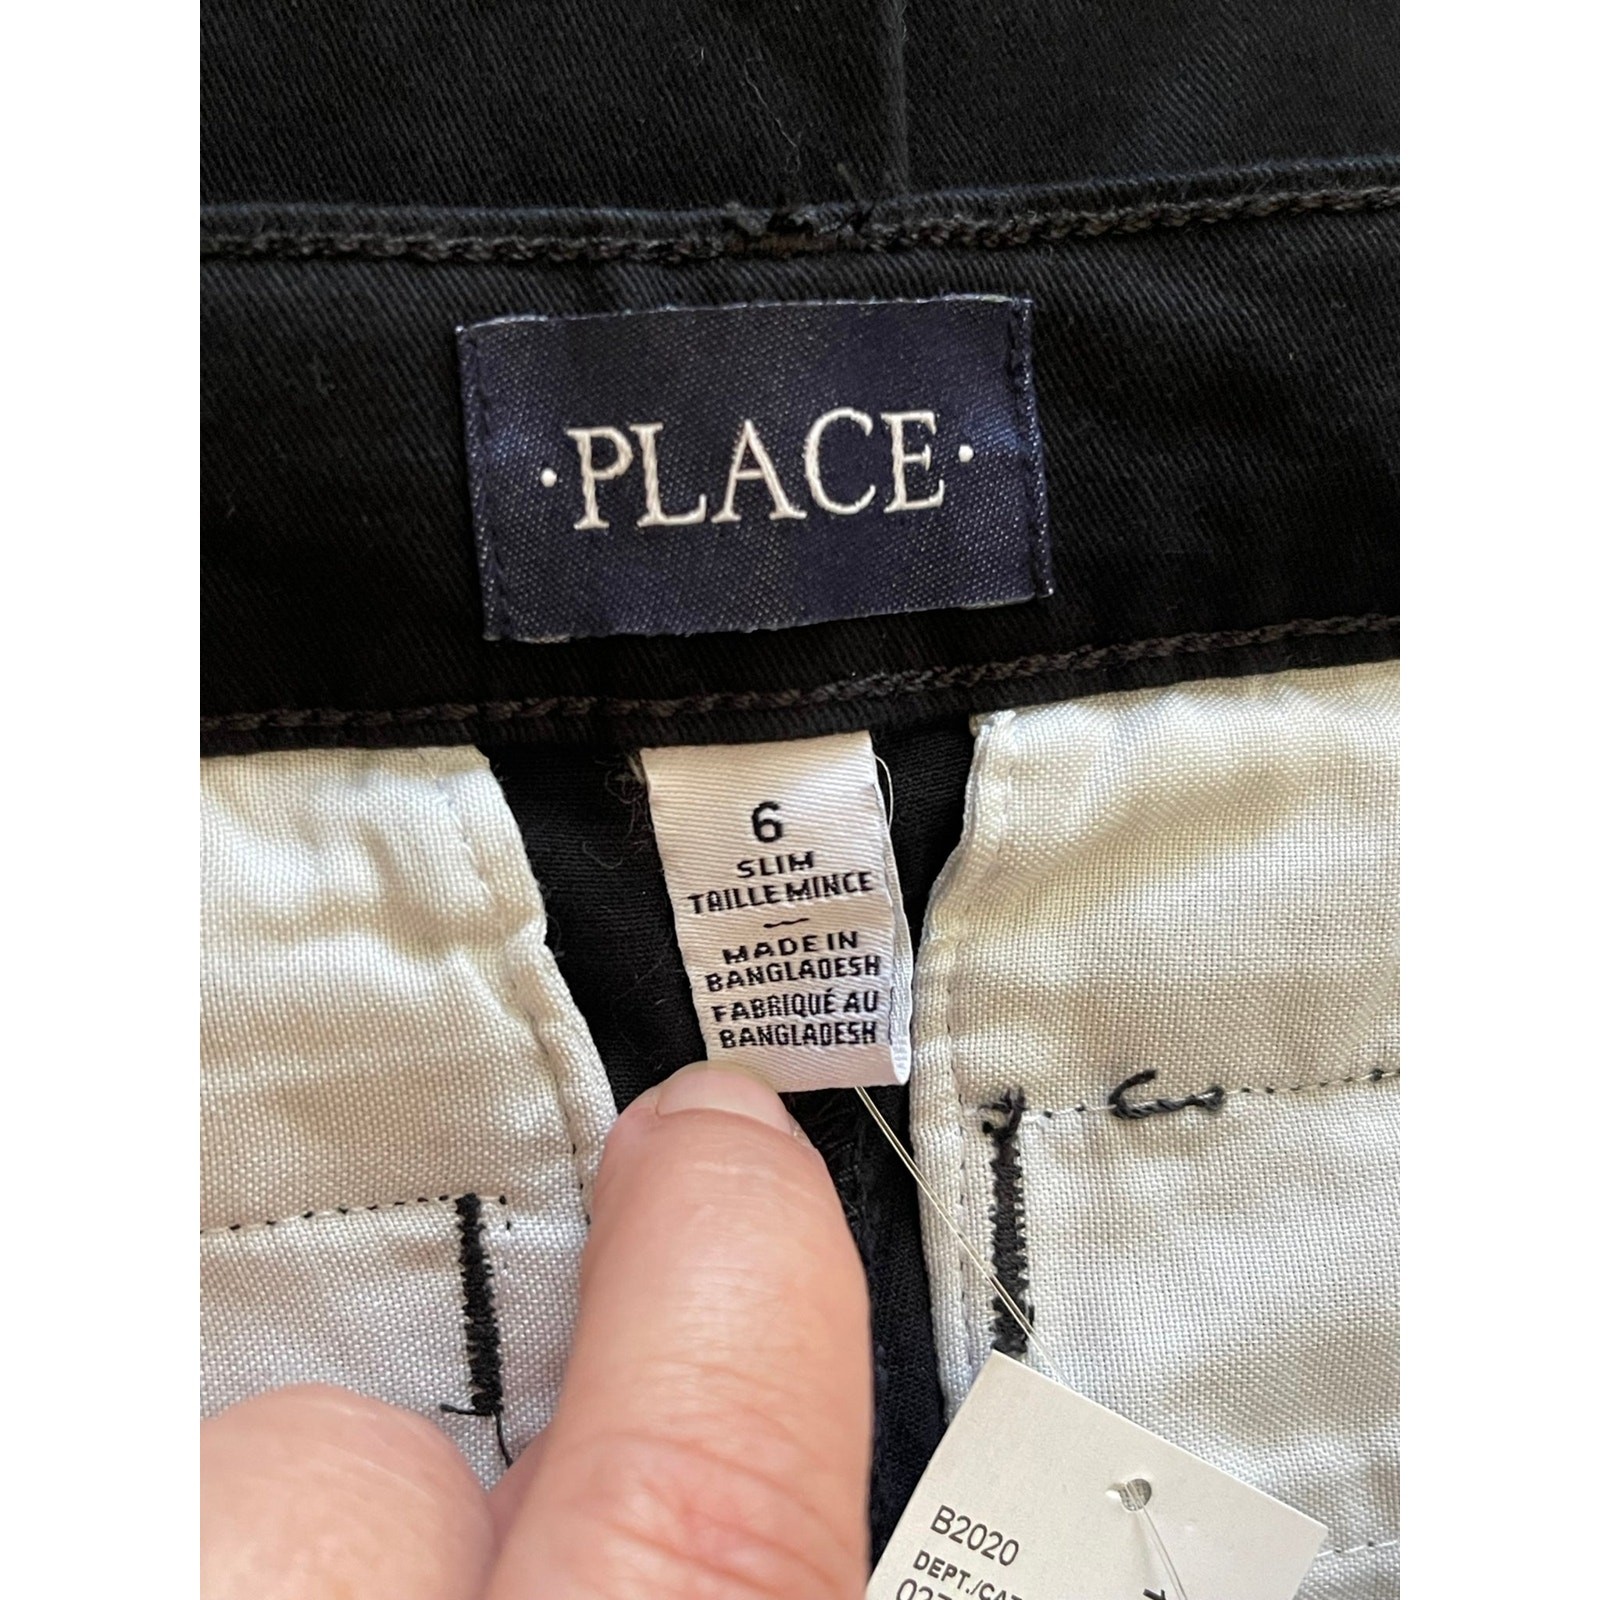 ·PLACE·
6
SLIM
TAILLE MINCE
—
MADE IN
BANGLADESH
FABRIQUÉ AU
BANGLADESH
B2020
DEPT./CAT